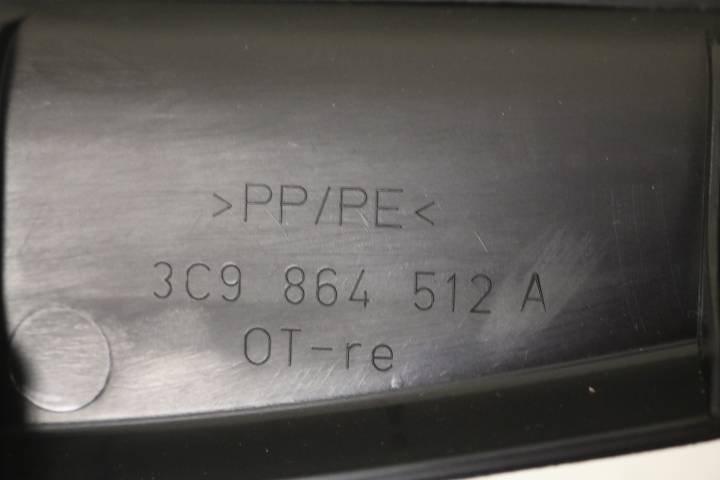 >PP/PE<
3C9 864 512 A
OT-re